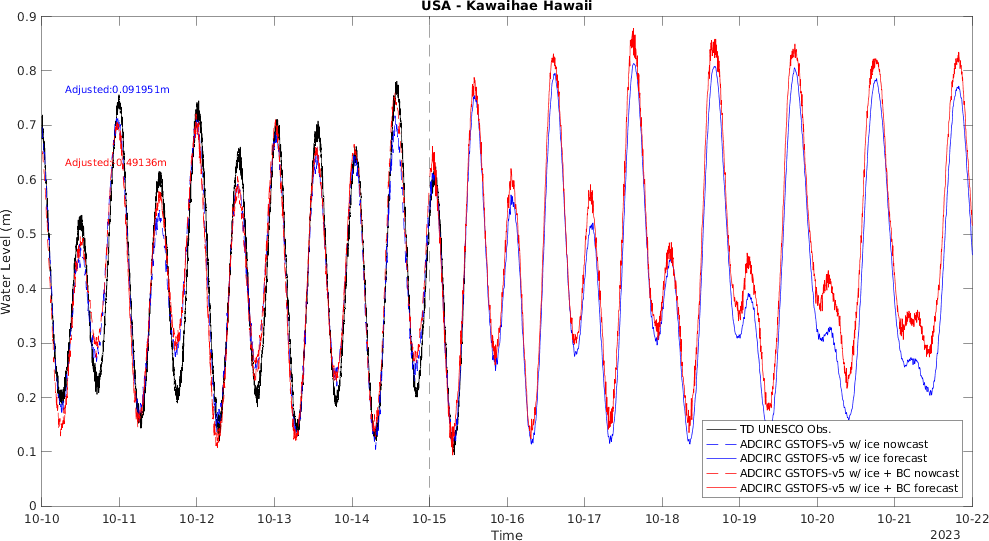 USA - Kawaihae Hawaii
0.9
0.8
0.7
0.6
0.5
0.4
0.3
0.2
0.1
0
Water Level (m)
Adjusted:0.091951m
Adjusted:-0.49136m
TD UNESCO Obs.
ADCIRC GSTOFS-v5 w/ ice nowcast
ADCIRC GSTOFS-v5 w/ ice forecast
ADCIRC GSTOFS-v5 w/ ice + BC nowcast
ADCIRC GSTOFS-v5 w/ ice + BC forecast
10-10 10-11 10-12 10-13 10-14 10-15 10-16 10-17 10-18 10-19 10-20 10-21 10-22
Time
2023